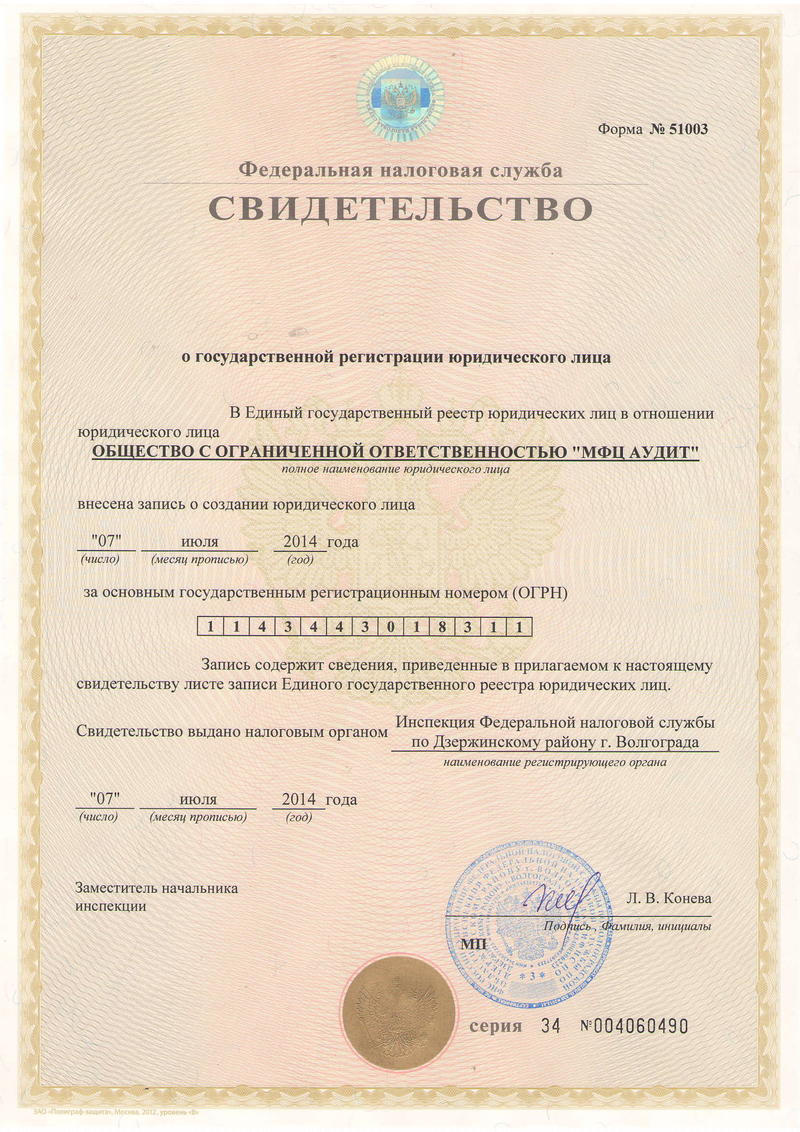 Форма № 51003
Федеральная налоговая служба
СВИДЕТЕЛЬСТВО
о государственной регистрации юридического лица
В Единый государственный реестр юридических лиц в отношении
юридического лица
ОБЩЕСТВО С ОГРАНИЧЕННОЙ ОТВЕТСТВЕННОСТЬЮ "МФЦ АУДИТ"
полное наименование юридического лица
внесена запись о создании юридического лица
"07" июля 2014 года
(число) (месяц прописью) (год)
за основным государственным регистрационным номером (ОГРН)
1 1 4 3 4 4 3 0 1 8 3 1 1
Запись содержит сведения, приведенные в прилагаемом к настоящему
свидетельству листе записи Единого государственного реестра юридических лиц.
Свидетельство выдано налоговым органом Инспекция Федеральной налоговой службы
по Дзержинскому району г. Волгограда
наименование регистрирующего органа
"07" июля 2014 года
(число) (месяц прописью) (год)
Заместитель начальника
инспекции
Л. В. Конева
Подпись , Фамилия, инициалы
МП
серия 34 №004060490
ЗАО «Полиграф-защита», Москва, 2012, уровень «В»